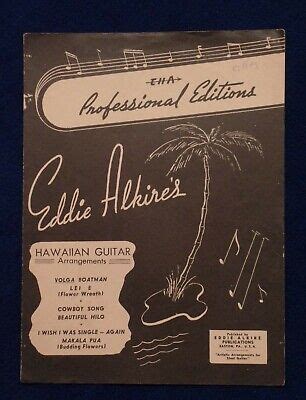 EHA
Professional Editions
Eddie Alkire's
HAWAIIAN GUITAR
Arrangements
VOLGA BOATMAN
LEI E
(Flower Wreath)
COWBOY SONG
BEAUTIFUL HILO
I WISH I WAS SINGLE — AGAIN
MAKALA PUA
(Budding Flowers)
Published by
EDDIE ALKIRE
PUBLICATIONS
EASTON, PA., U.S.A.
"Artistic Arrangements for
Steel Guitar"